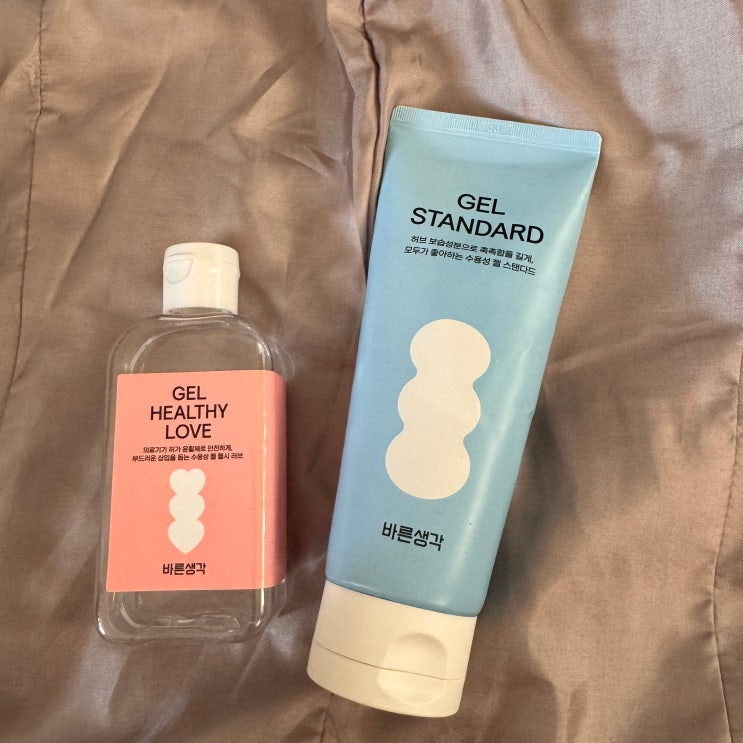 GEL
HEALTHY
LOVE
의료기기 허가 윤활제로 안전하게,
부드러운 삽입을 돕는 수용성 젤 헬시 러브
바른생각
GEL
STANDARD
허브 보습성분으로 촉촉함을 길게,
모두가 좋아하는 수용성 젤 스탠다드
바른생각